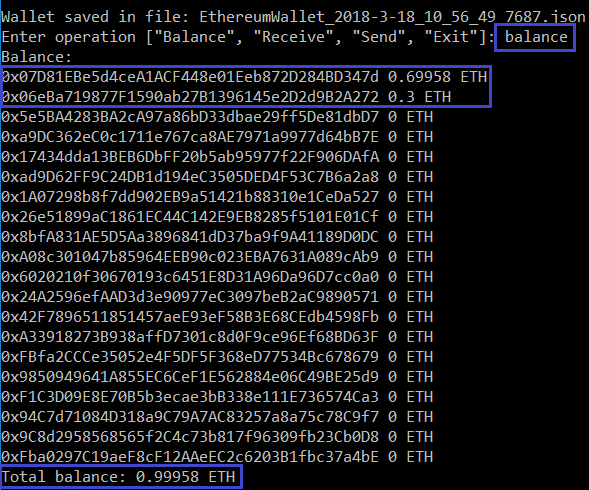 Wallet saved in file: EthereumWallet_2018-3-18_10_56_49_7687.json
Enter operation ["Balance", "Receive", "Send", "Exit"]: balance
Balance:
0x07D81EBe5d4ceA1ACF448e01Eeb872D284BD347d 0.69958 ETH
0x06eBa719877F1590ab27B1396145e2D2d9B2A272 0.3 ETH
0x5e5BA4283BA2cA97a86bD33dbae29ff5De81dbD7 0 ETH
0xa9DC362eC0c1711e767ca8AE7971a9977d64bB7E 0 ETH
0x17434dda13BEB6DbFF20b5ab95977f22F906DAfA 0 ETH
0xad9D62FF9C24DB1d194eC3505DED4F53C7B6a2a8 0 ETH
0x1A07298b8f7dd902EB9a51421b88310e1CeDa527 0 ETH
0x26e51899aC1861EC44C142E9EB8285f5101E01Cf 0 ETH
0x8bfA831AE5D5Aa3896841dD37ba9f9A41189D0DC 0 ETH
0xA08c301047b85964EEB90c023EBA7631A089cAb9 0 ETH
0x6020210f30670193c6451E8D31A96Da96D7cc0a0 0 ETH
0x24A2596efAAD3d3e90977eC3097beB2aC9890571 0 ETH
0x42F7896511851457aeE93eF58B3E68CEdb4598Fb 0 ETH
0xA33918273B938affD7301c8d0F9ce96Ef68BD63F 0 ETH
0xFBfa2CCCe35052e4F5DF5F368eD77534Bc678679 0 ETH
0x9850949641A855EC6CeF1E562884e06C49BE25d9 0 ETH
0xF1C3D09E8E70B5b3ecae3bB338e111E736574Ca3 0 ETH
0x94C7d71084D318a9C79A7AC83257a8a75c78C9f7 0 ETH
0x9C8d2958568565f2C4c73b817f96309fb23Cb0D8 0 ETH
0xFba0297C19aeF8cF12AAeEC2c6203B1fbc37a4bE 0 ETH
Total balance: 0.99958 ETH